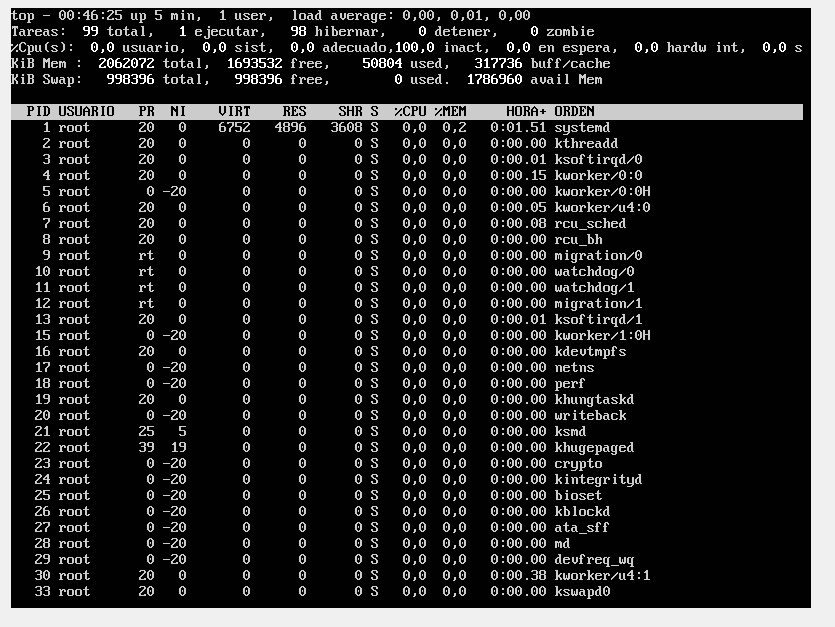 top - 00:46:25 up 5 min,  1 user,  load average: 0,00, 0,01, 0,00
Tareas:  99 total,   1 ejecutar,  98 hibernar,    0 detener,    0 zombie
%Cpu(s):  0,0 usuario,  0,0 sist,  0,0 adecuado,100,0 inact,  0,0 en espera,  0,0 hardw int,  0,0 s
KiB Mem :  2062072 total,  1693532 free,    50804 used,   317736 buff/cache
KiB Swap:   998396 total,   998396 free,        0 used.  1786960 avail Mem
PID USUARIO   PR  NI    VIRT    RES    SHR S  %CPU %MEM     HORA+ ORDEN
1 root      20   0    6752   4896   3608 S   0,0  0,2   0:01.51 systemd
2 root      20   0       0      0      0 S   0,0  0,0   0:00.00 kthreadd
3 root      20   0       0      0      0 S   0,0  0,0   0:00.01 ksoftirqd/0
4 root      20   0       0      0      0 S   0,0  0,0   0:00.15 kworker/0:0
5 root       0 -20       0      0      0 S   0,0  0,0   0:00.00 kworker/0:0H
6 root      20   0       0      0      0 S   0,0  0,0   0:00.05 kworker/u4:0
7 root      20   0       0      0      0 S   0,0  0,0   0:00.08 rcu_sched
8 root      20   0       0      0      0 S   0,0  0,0   0:00.00 rcu_bh
9 root      rt   0       0      0      0 S   0,0  0,0   0:00.00 migration/0
10 root      rt   0       0      0      0 S   0,0  0,0   0:00.00 watchdog/0
11 root      rt   0       0      0      0 S   0,0  0,0   0:00.00 watchdog/1
12 root      rt   0       0      0      0 S   0,0  0,0   0:00.00 migration/1
13 root      20   0       0      0      0 S   0,0  0,0   0:00.01 ksoftirqd/1
15 root       0 -20       0      0      0 S   0,0  0,0   0:00.00 kworker/1:0H
16 root      20   0       0      0      0 S   0,0  0,0   0:00.00 kdevtmpfs
17 root       0 -20       0      0      0 S   0,0  0,0   0:00.00 netns
18 root       0 -20       0      0      0 S   0,0  0,0   0:00.00 perf
19 root      20   0       0      0      0 S   0,0  0,0   0:00.00 khungtaskd
20 root       0 -20       0      0      0 S   0,0  0,0   0:00.00 writeback
21 root      25   5       0      0      0 S   0,0  0,0   0:00.00 ksmd
22 root      39  19       0      0      0 S   0,0  0,0   0:00.00 khugepaged
23 root       0 -20       0      0      0 S   0,0  0,0   0:00.00 crypto
24 root       0 -20       0      0      0 S   0,0  0,0   0:00.00 kintegrityd
25 root       0 -20       0      0      0 S   0,0  0,0   0:00.00 bioset
26 root       0 -20       0      0      0 S   0,0  0,0   0:00.00 kblockd
27 root       0 -20       0      0      0 S   0,0  0,0   0:00.00 ata_sff
28 root       0 -20       0      0      0 S   0,0  0,0   0:00.00 md
29 root       0 -20       0      0      0 S   0,0  0,0   0:00.00 devfreq_wq
30 root      20   0       0      0      0 S   0,0  0,0   0:00.38 kworker/u4:1
33 root      20   0       0      0      0 S   0,0  0,0   0:00.00 kswapd0